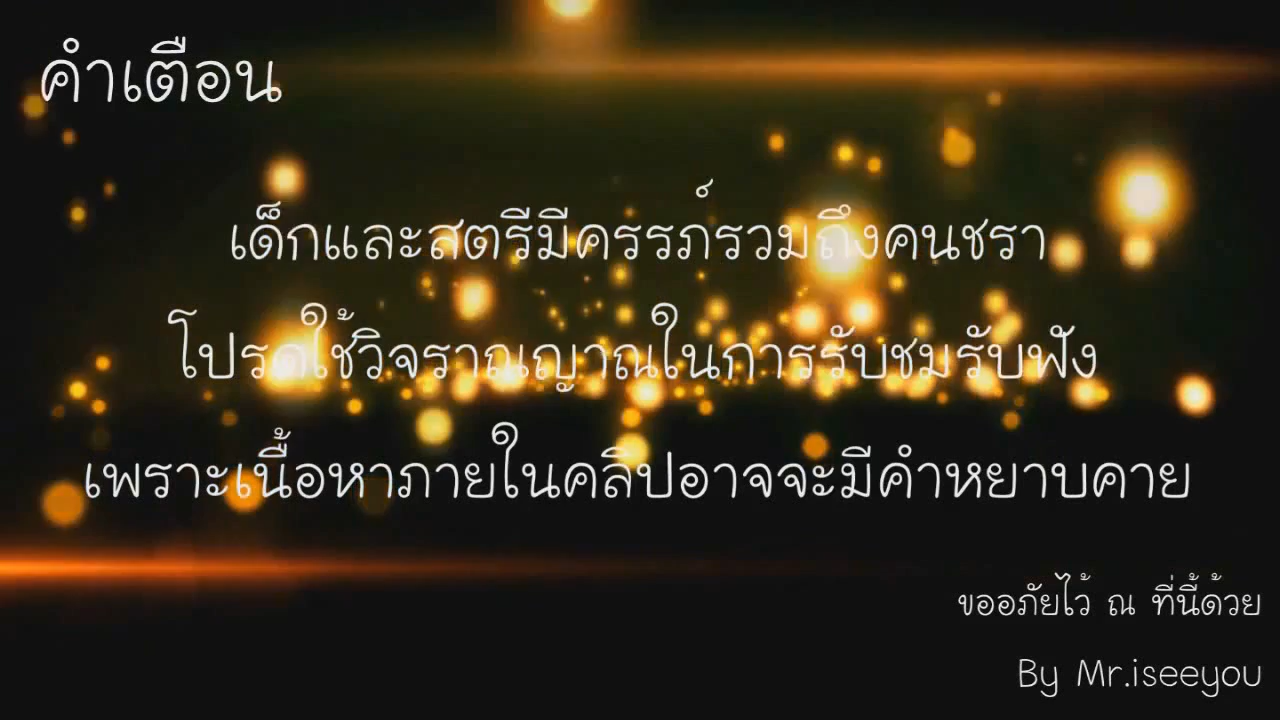 คำเตือน
เด็กและสตรีมีครรภ์รวมถึงคนชรา
โปรดใช้วิจราณญาณในการรับชมรับฟัง
เพราะเนื้อหาภายในคลิปอาจจะมีคำหยาบคาย
ขออภัยไว้ ณ ที่นี้ด้วย
By Mr.iseeyou